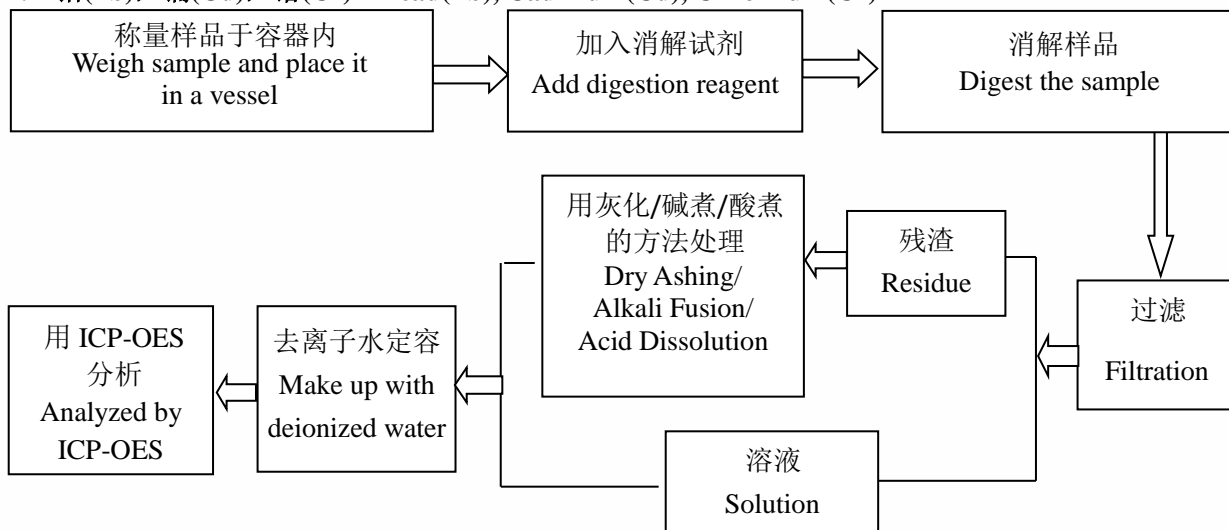 称量样品于容器内
Weigh sample and place it
in a vessel
加入消解试剂
Add digestion reagent
消解样品
Digest the sample
过滤
Filtration
残渣
Residue
用灰化/碱煮/酸煮
的方法处理
Dry Ashing/
Alkali Fusion/
Acid Dissolution
溶液
Solution
去离子水定容
Make up with
deionized water
用 ICP-OES
分析
Analyzed by
ICP-OES